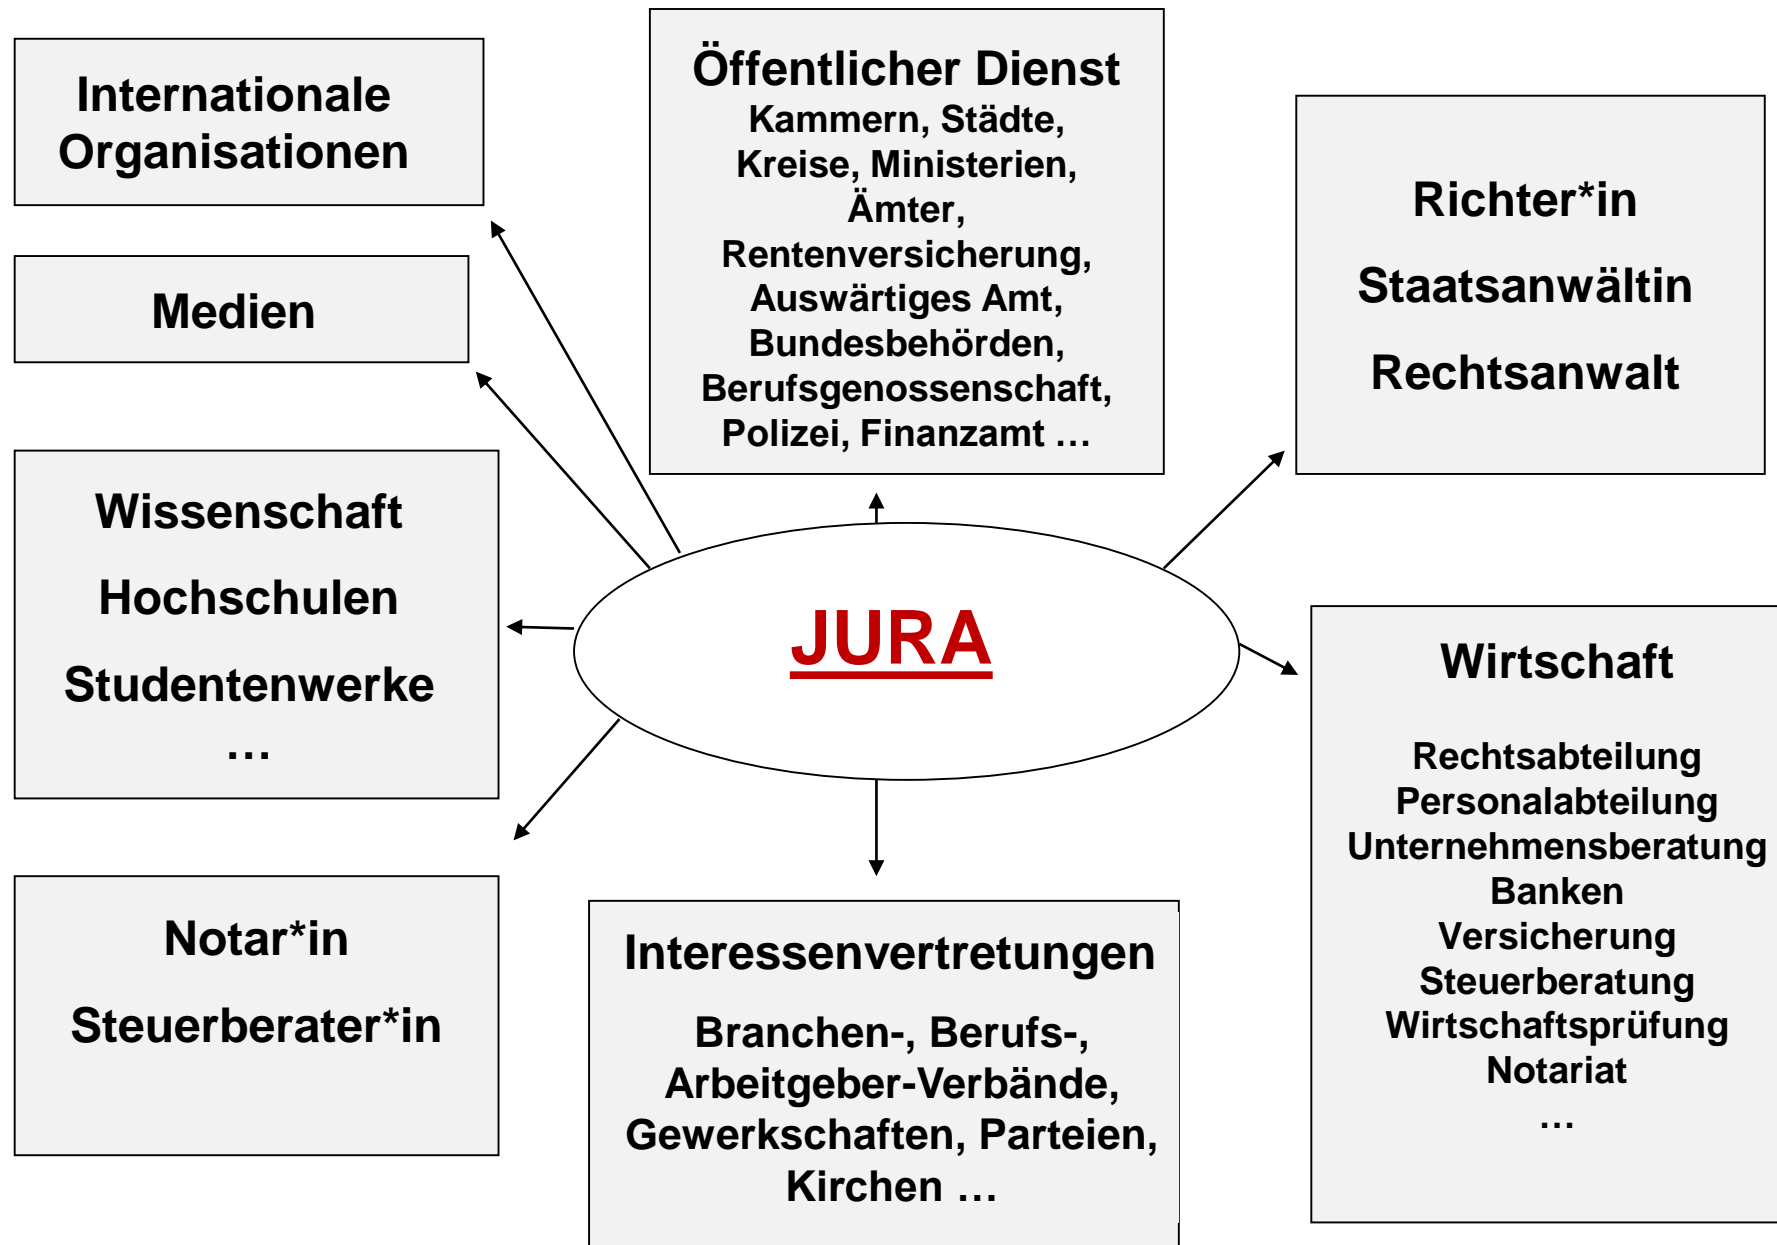 Internationale
Organisationen
Medien
Wissenschaft
Hochschulen
Studentenwerke
…
Notar*in
Steuerberater*in
Öffentlicher Dienst
Kammern, Städte,
Kreise, Ministerien,
Ämter,
Rentenversicherung,
Auswärtiges Amt,
Bundesbehörden,
Berufsgenossenschaft,
Polizei, Finanzamt …
JURA
Interessenvertretungen
Branchen-, Berufs-,
Arbeitgeber-Verbände,
Gewerkschaften, Parteien,
Kirchen …
Richter*in
Staatsanwältin
Rechtsanwalt
Wirtschaft
Rechtsabteilung
Personalabteilung
Unternehmensberatung
Banken
Versicherung
Steuerberatung
Wirtschaftsprüfung
Notariat
…